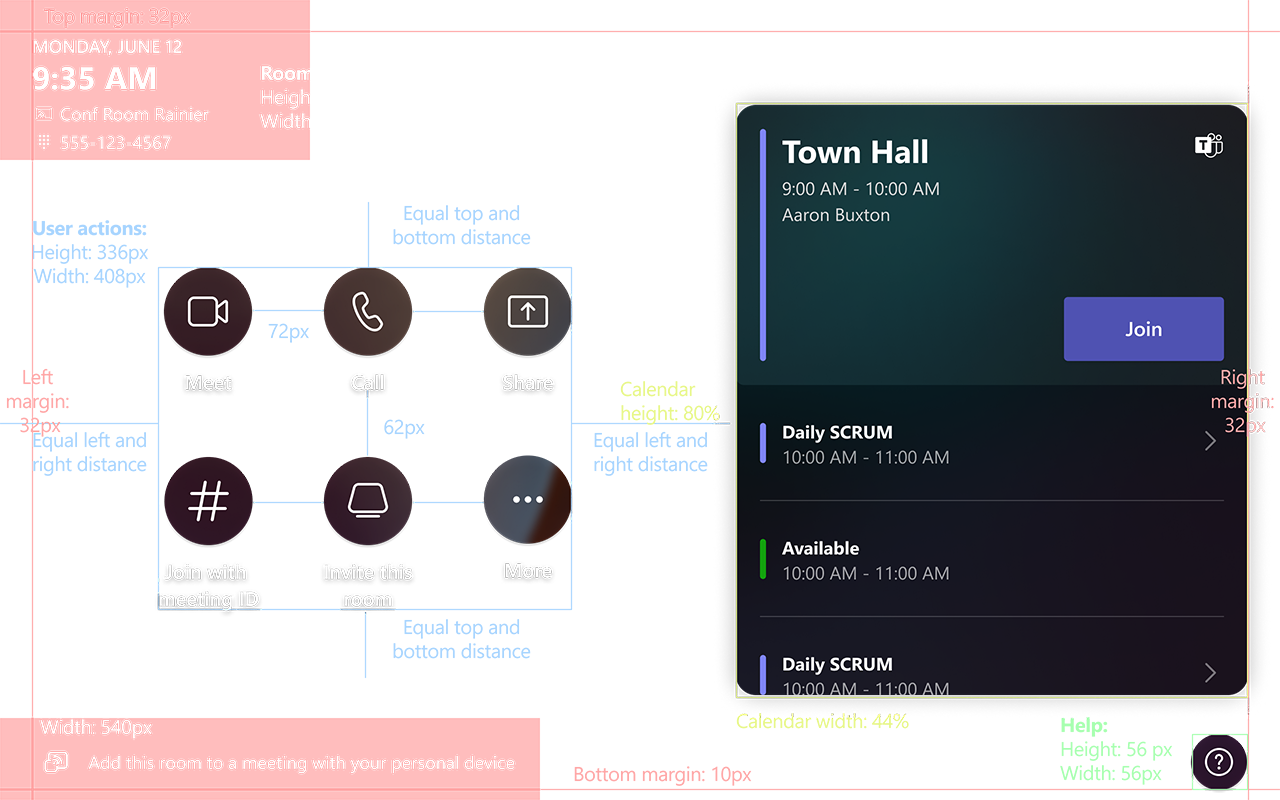 Top margin: 32px
MONDAY, JUNE 12
9:35 AM
Room
Heigh
Width
Conf Room Rainier
555-123-4567
User actions:
Height: 336px
Width: 408px
Equal top and
bottom distance
72px
Meet
Call
Share
Left
margin:
32px
62px
Equal left and
right distance
Calendar
height: 80%
Equal left and
right distance
Join with
meeting ID
Invite this
room
More
Equal top and
bottom distance
Town Hall
9:00 AM - 10:00 AM
Aaron Buxton
T
Join
Right
margin:
32px
Daily SCRUM
10:00 AM - 11:00 AM
Available
10:00 AM - 11:00 AM
Daily SCRUM
10:00 AM - 11:00 AM
Calendar width: 44%
Width: 540px
Add this room to a meeting with your personal device
Bottom margin: 10px
Help:
Height: 56 px
Width: 56px